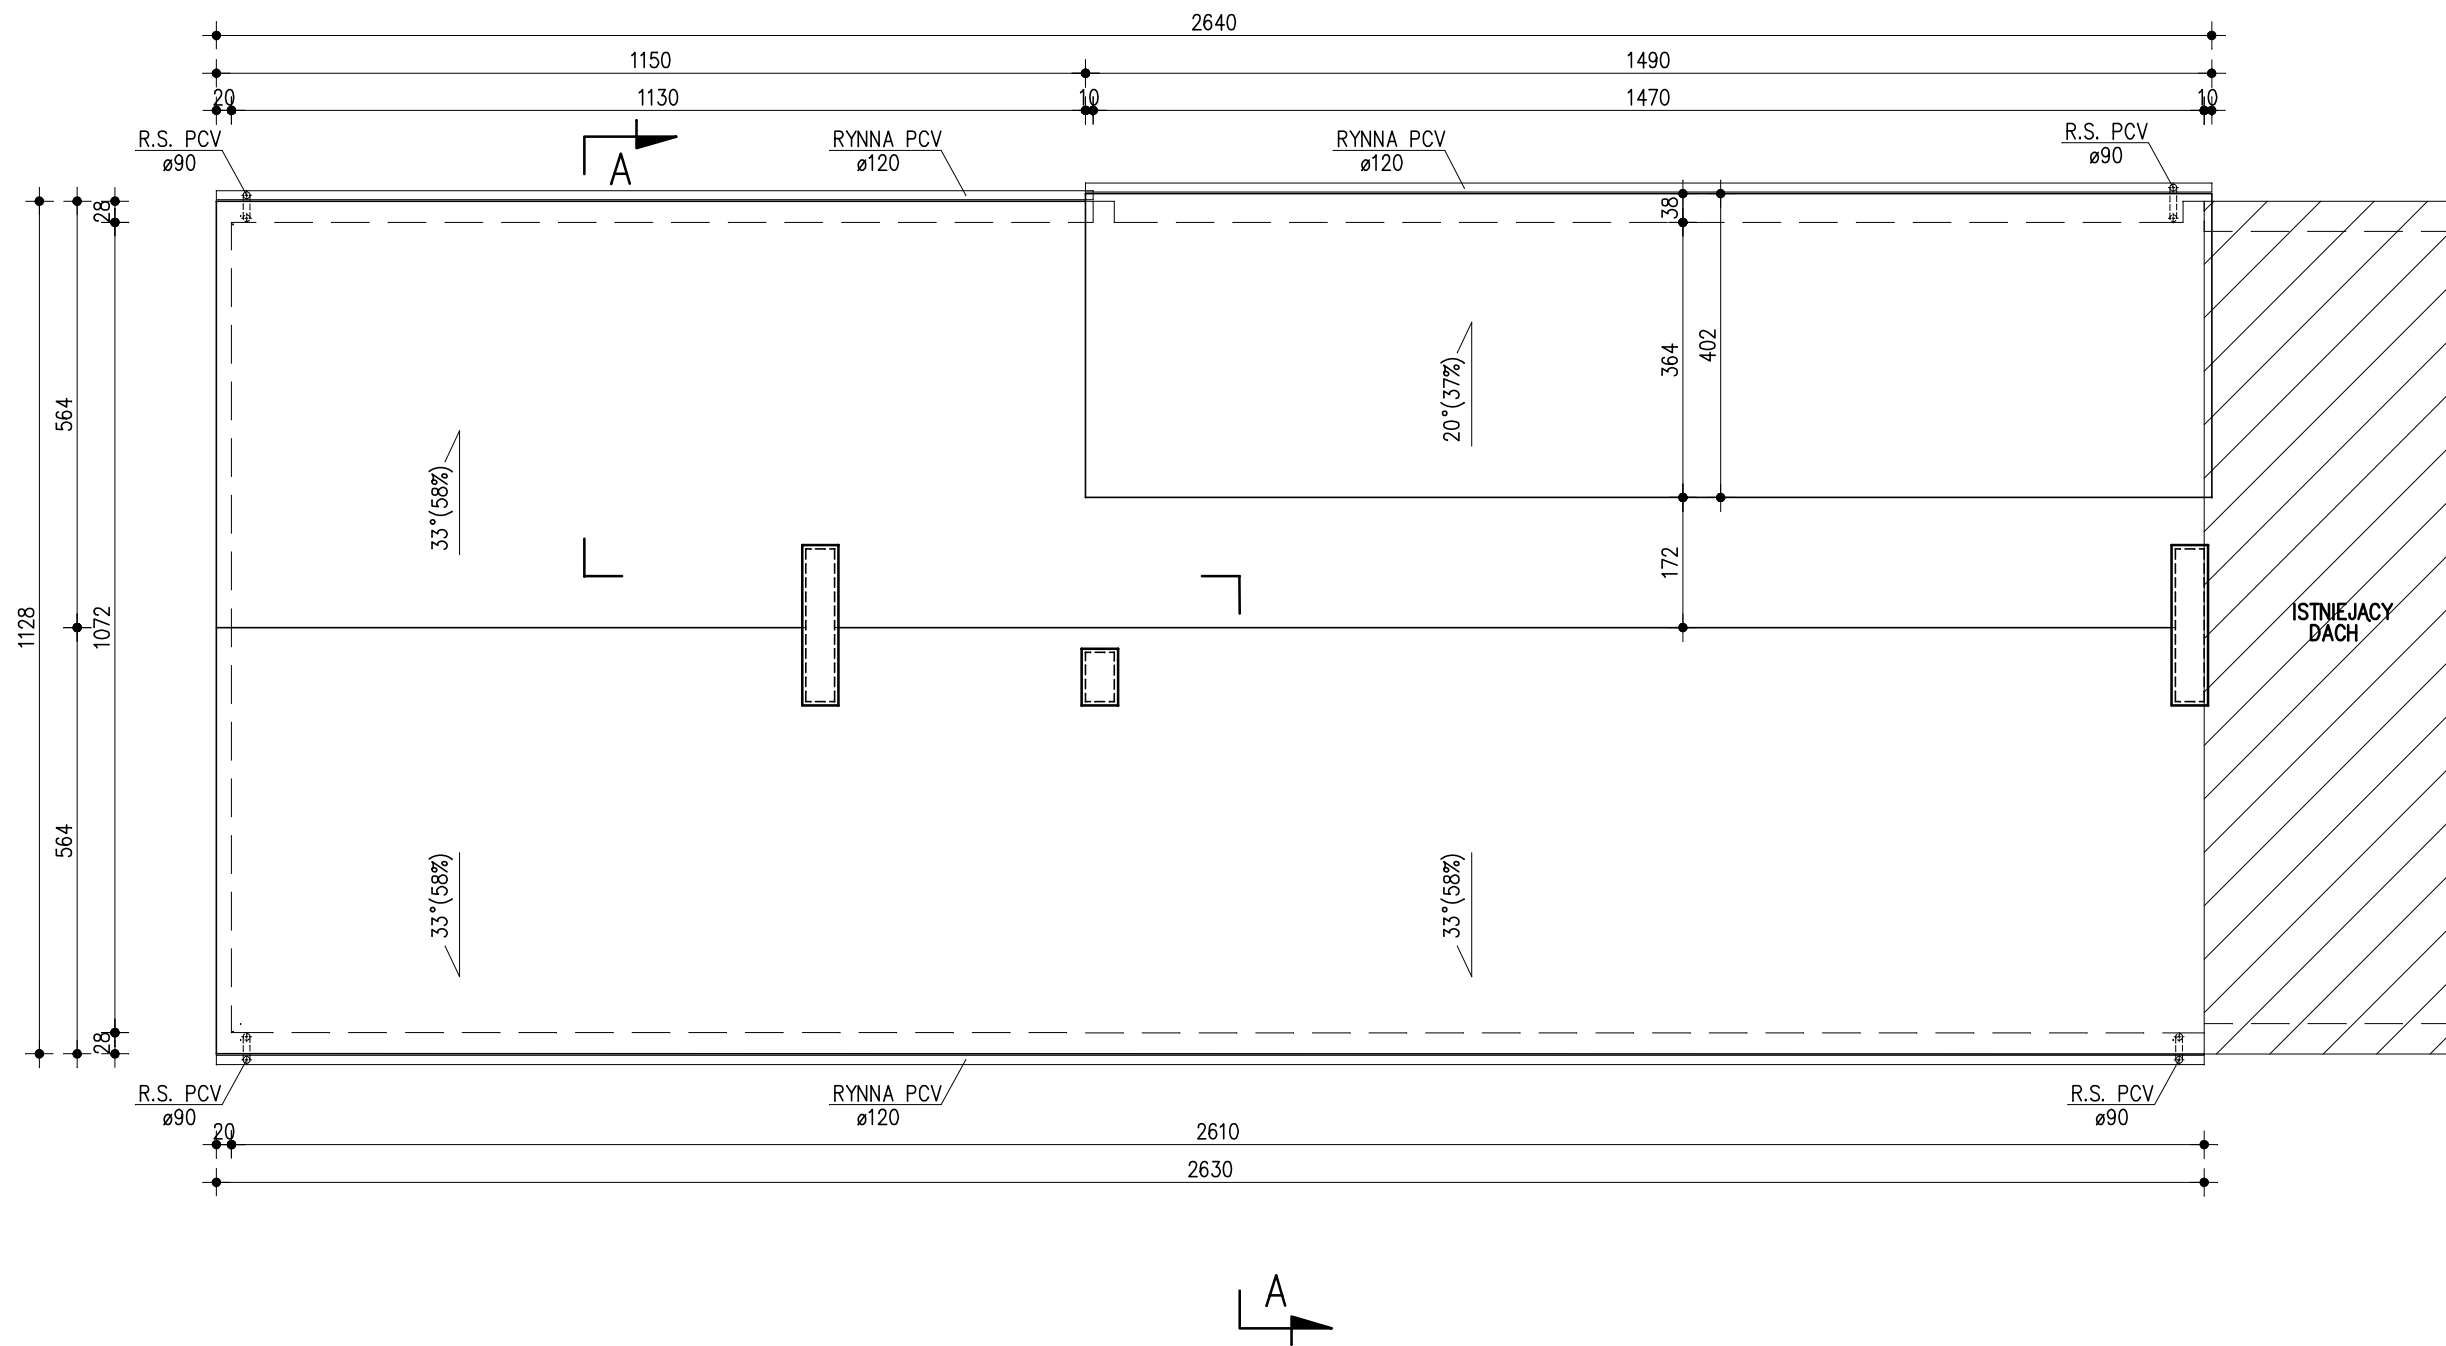 2640
1150
1490
20
1130
10
1470
10
R.S. PCV
ø90
A
RYNNA PCV
ø120
RYNNA PCV
ø120
R.S. PCV
ø90
28
38
564
33°(58%)
20°(37%)
364
402
172
1128
1072
ISTNIEJĄCY
DACH
564
33°(58%)
33°(58%)
28
R.S. PCV
ø90
RYNNA PCV
ø120
R.S. PCV
ø90
20
2610
2630
A